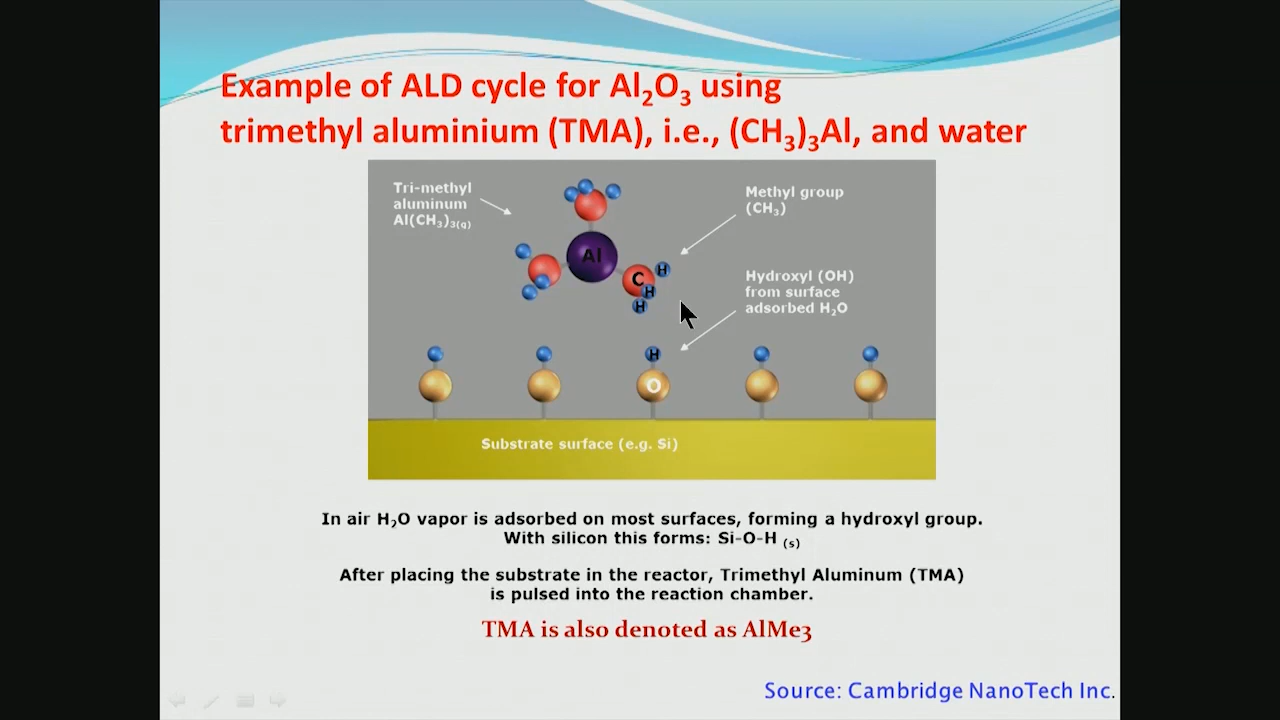 Example of ALD cycle for Al₂O₃ using
trimethyl aluminium (TMA), i.e., (CH₃)₃Al, and water
Tri-methyl
aluminum
Al(CH₃)₃₍g₎
Methyl group
(CH₃)
Al
C
H
H
H
Hydroxyl (OH)
from surface
adsorbed H₂O
H
O
Substrate surface (e.g. Si)
In air H₂O vapor is adsorbed on most surfaces, forming a hydroxyl group.
With silicon this forms: Si-O-H (s)
After placing the substrate in the reactor, Trimethyl Aluminum (TMA)
is pulsed into the reaction chamber.
TMA is also denoted as AlMe3
Source: Cambridge NanoTech Inc.